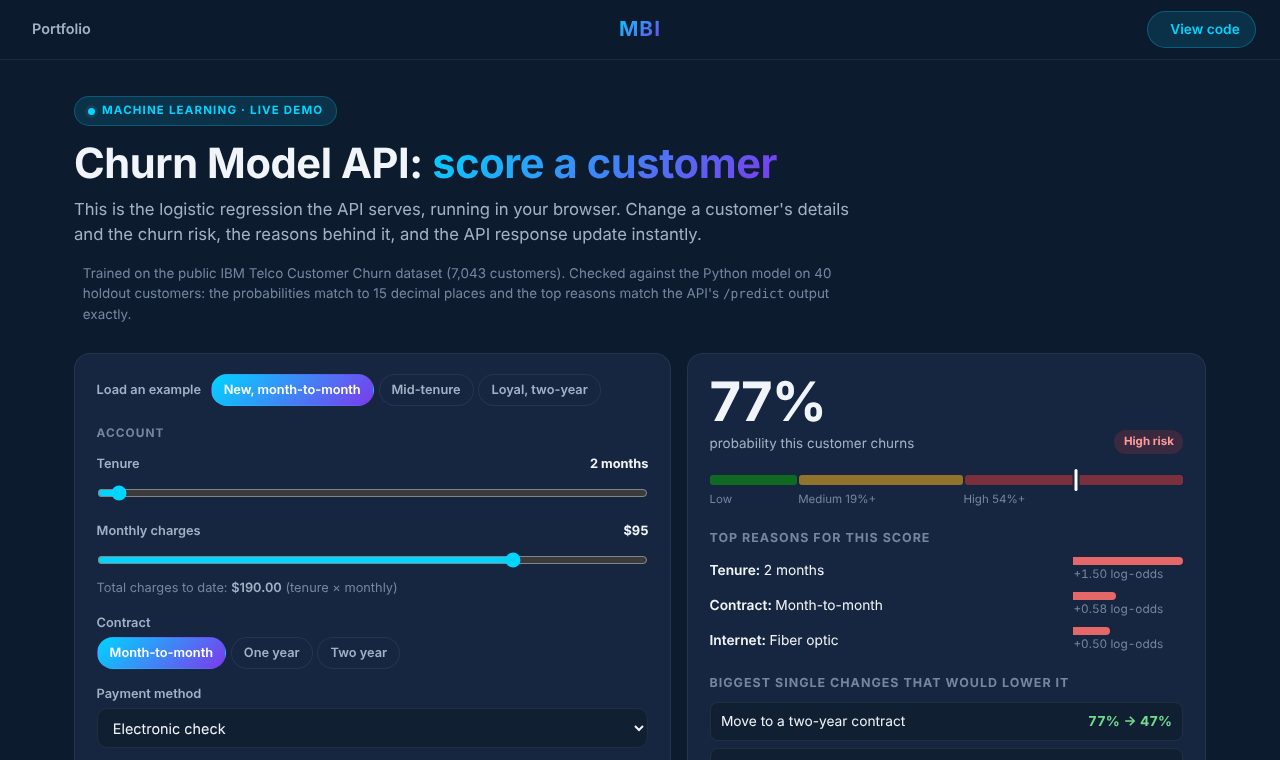 Portfolio
MBI
View code
MACHINE LEARNING · LIVE DEMO
Churn Model API: score a customer
This is the logistic regression the API serves, running in your browser. Change a customer's details
and the churn risk, the reasons behind it, and the API response update instantly.
Trained on the public IBM Telco Customer Churn dataset (7,043 customers). Checked against the Python model on 40
holdout customers: the probabilities match to 15 decimal places and the top reasons match the API's /predict output
exactly.
Load an example
New, month-to-month
Mid-tenure
Loyal, two-year
ACCOUNT
Tenure
2 months
Monthly charges
$95
Total charges to date: $190.00 (tenure × monthly)
Contract
Month-to-month
One year
Two year
Payment method
Electronic check
77%
probability this customer churns
High risk
Low
Medium 19%+
High 54%+
TOP REASONS FOR THIS SCORE
Tenure: 2 months
+1.50 log-odds
Contract: Month-to-month
+0.58 log-odds
Internet: Fiber optic
+0.50 log-odds
BIGGEST SINGLE CHANGES THAT WOULD LOWER IT
Move to a two-year contract
77% → 47%